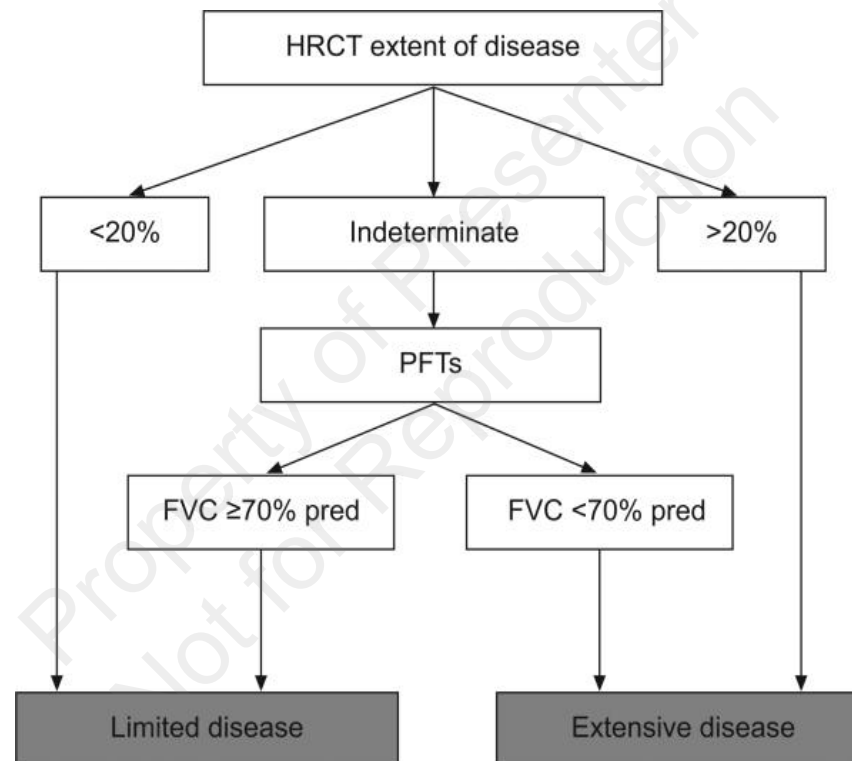 HRCT extent of disease
<20%
Indeterminate
>20%
PFTs
FVC ≥70% pred
FVC <70% pred
Limited disease
Extensive disease
Property of Presenter
Not for Reproduction